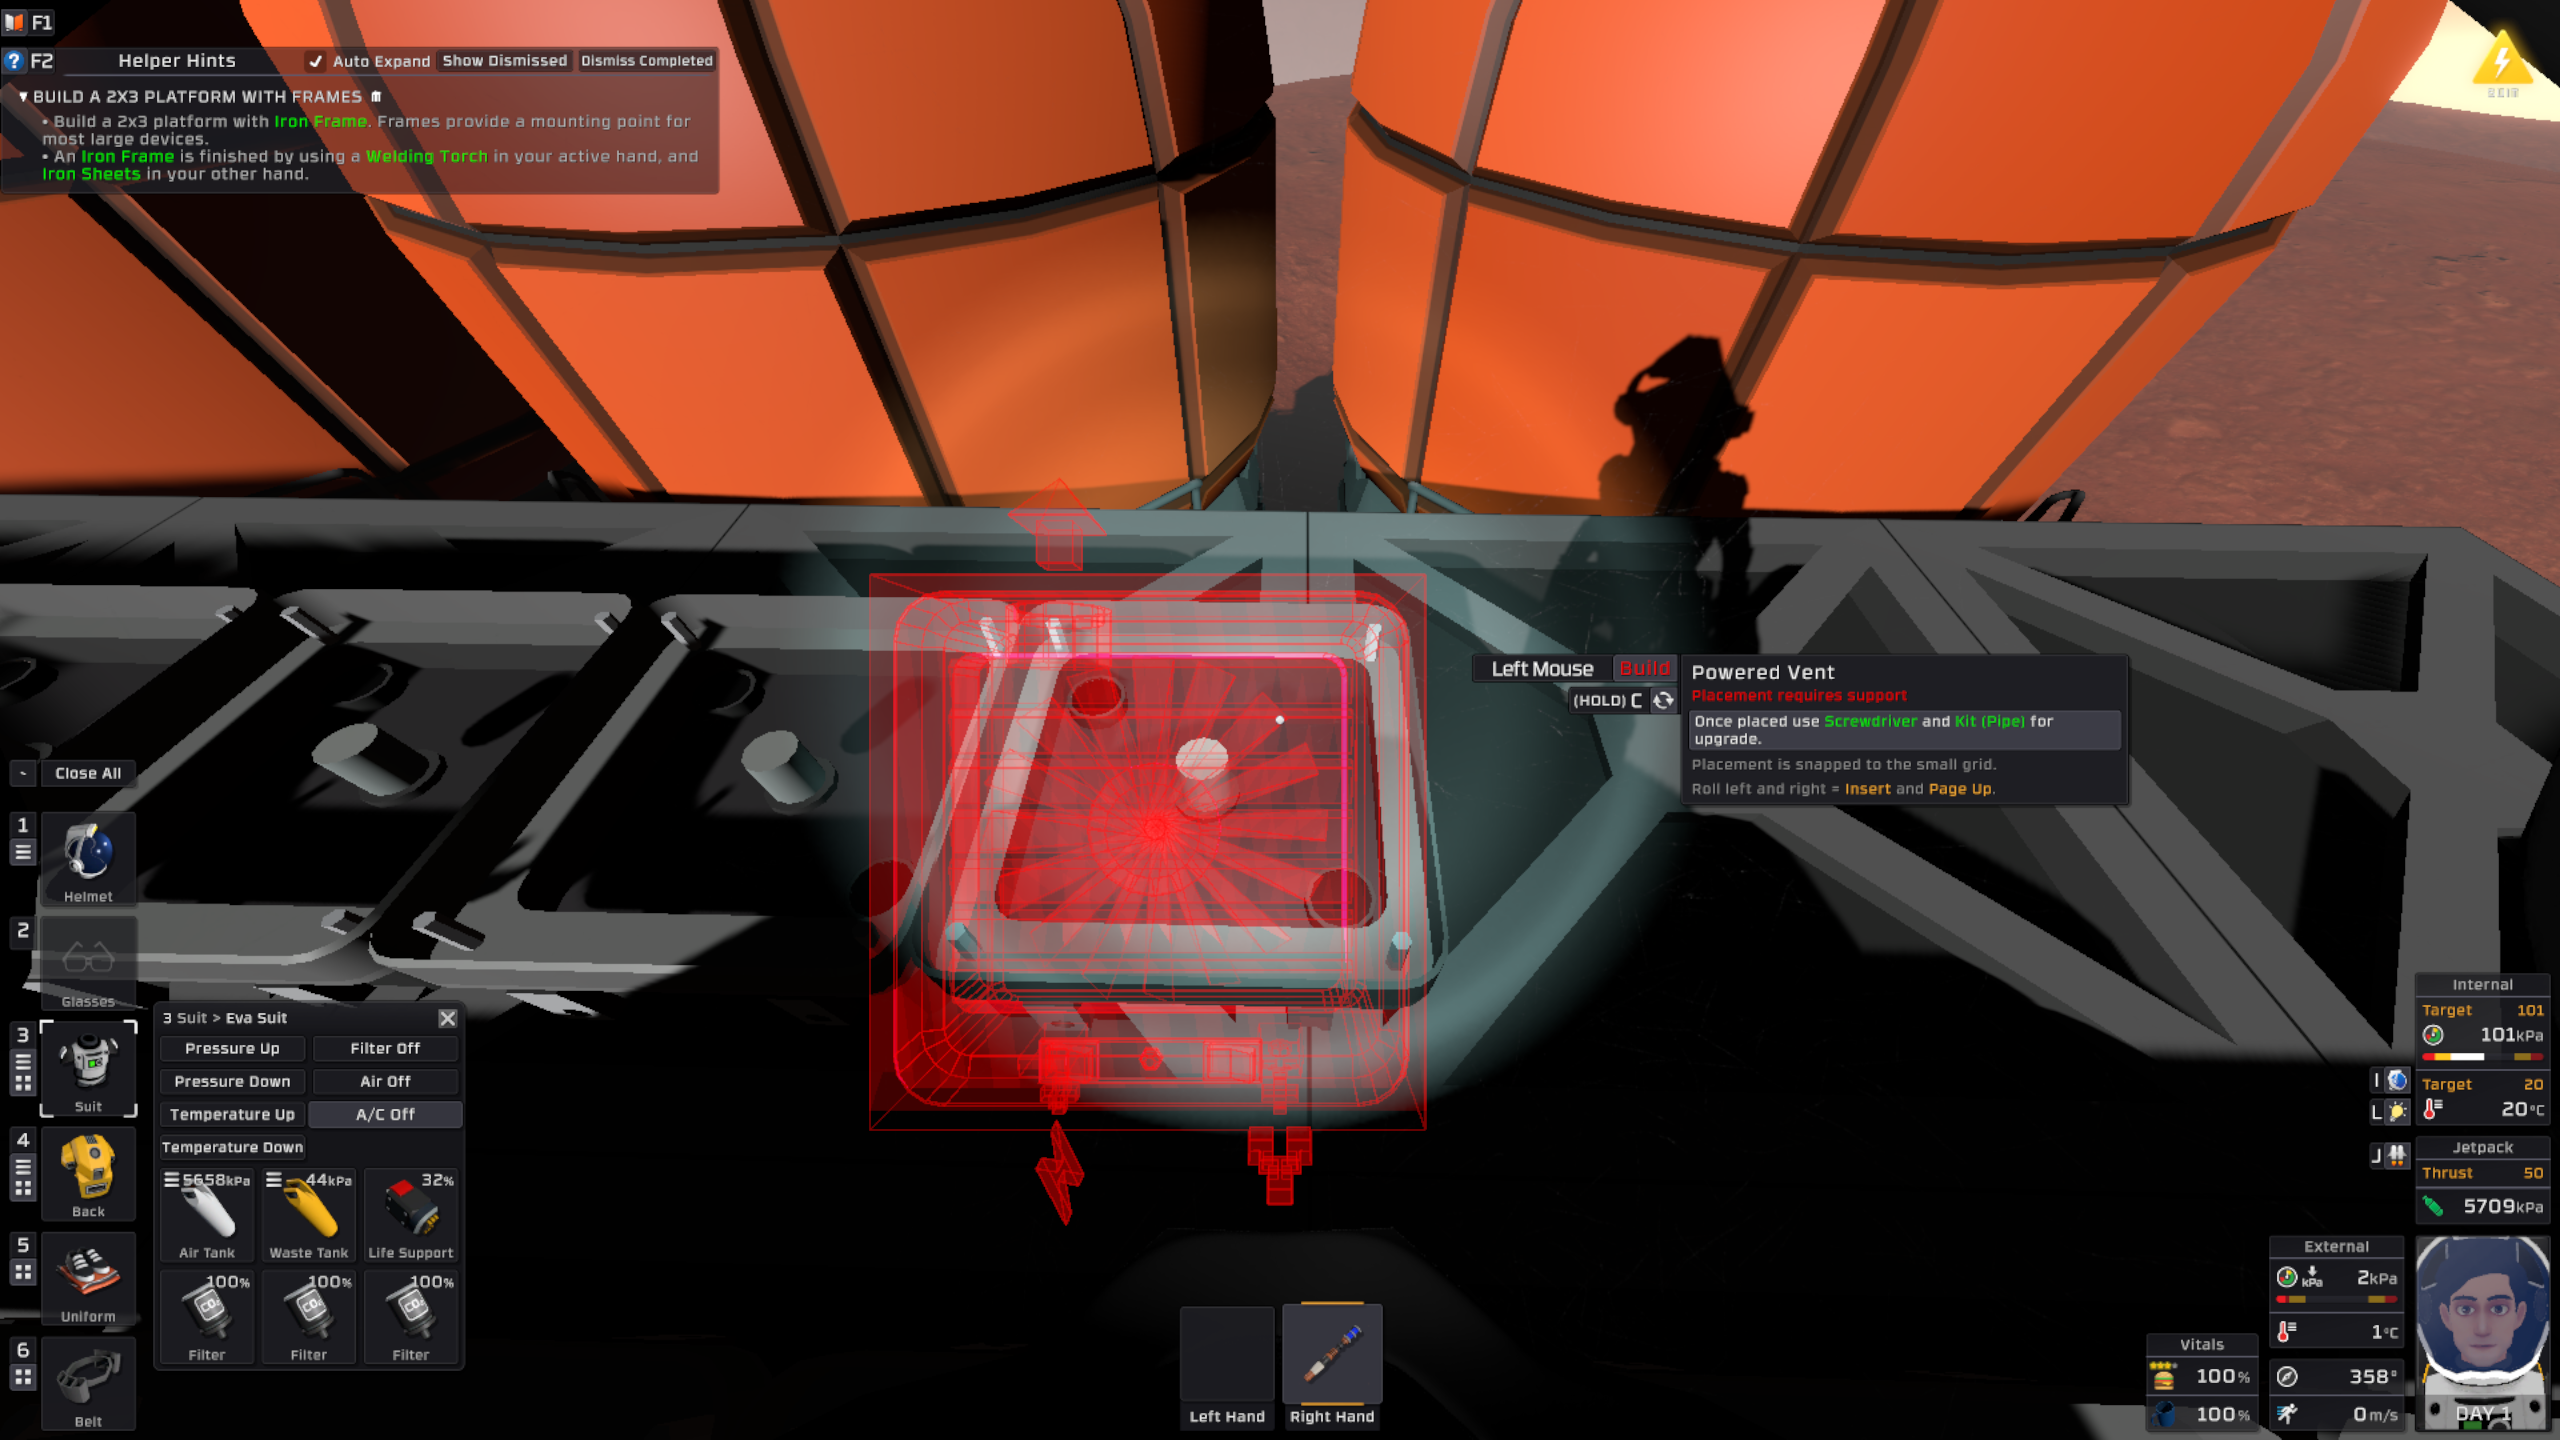 F1
F2 Helper Hints Auto Expand Show Dismissed Dismiss Completed
BUILD A 2X3 PLATFORM WITH FRAMES
• Build a 2x3 platform with Iron Frame. Frames provide a mounting point for
most large devices.
• An Iron Frame is finished by using a Welding Torch in your active hand, and
Iron Sheets in your other hand.
Left Mouse Build
(HOLD) C
Powered Vent
Placement requires support
Once placed use Screwdriver and Kit (Pipe) for
upgrade.
Placement is snapped to the small grid.
Roll left and right = Insert and Page Up.
- Close All
1
Helmet
2
Glasses
3
Suit
4
Back
5
Uniform
6
Belt
3 Suit > Eva Suit
Pressure Up Filter Off
Pressure Down Air Off
Temperature Up A/C Off
Temperature Down
5658kPa 44kPa 32%
Air Tank Waste Tank Life Support
100% 100% 100%
CO₂ CO₂ CO₂
Filter Filter Filter
Left Hand Right Hand
Internal
Target 101
101kPa
Target 20
20°C
I
L
J
Jetpack
Thrust 50
5709kPa
External
kPa 2kPa
1°C
358°
0m/s
Vitals
100%
100%
DAY 1